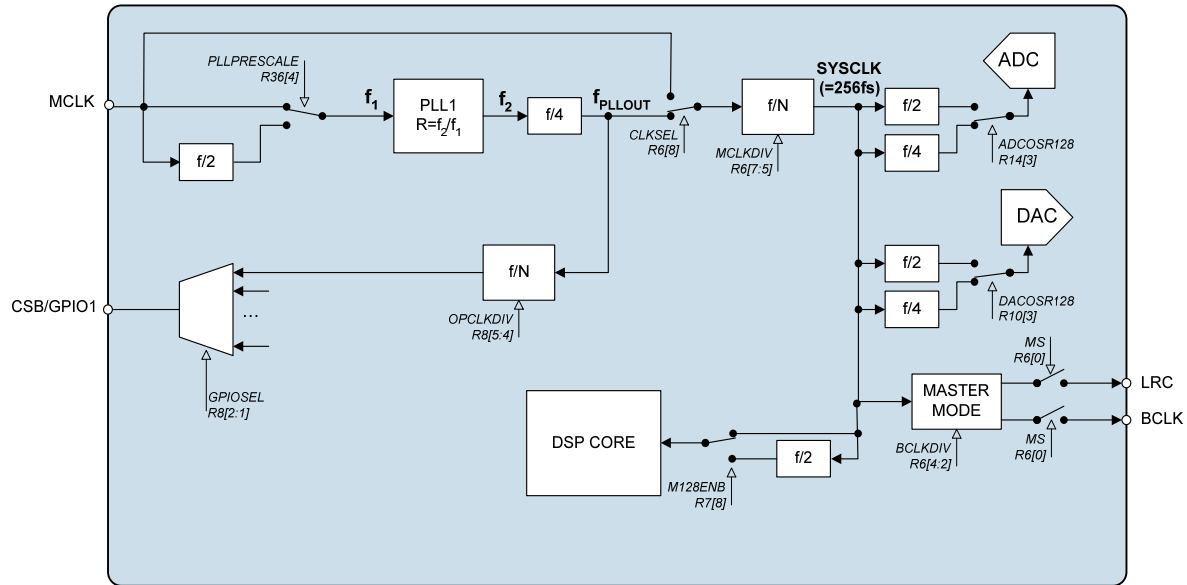 MCLK
PLLPRESCALE
R36[4]
f/2
f1
PLL1
R=f2/f1
f2
f/4
fPLLOUT
CLKSEL
R6[8]
f/N
MCLKDIV
R6[7:5]
SYSCLK
(=256fs)
f/2
f/4
ADC
ADCOSR128
R14[3]
DAC
f/2
f/4
DACOSR128
R10[3]
CSB/GPIO1
...
GPIOSEL
R8[2:1]
f/N
OPCLKDIV
R8[5:4]
DSP CORE
M128ENB
R7[8]
f/2
MASTER
MODE
BCLKDIV
R6[4:2]
MS
R6[0]
LRC
BCLK
MS
R6[0]